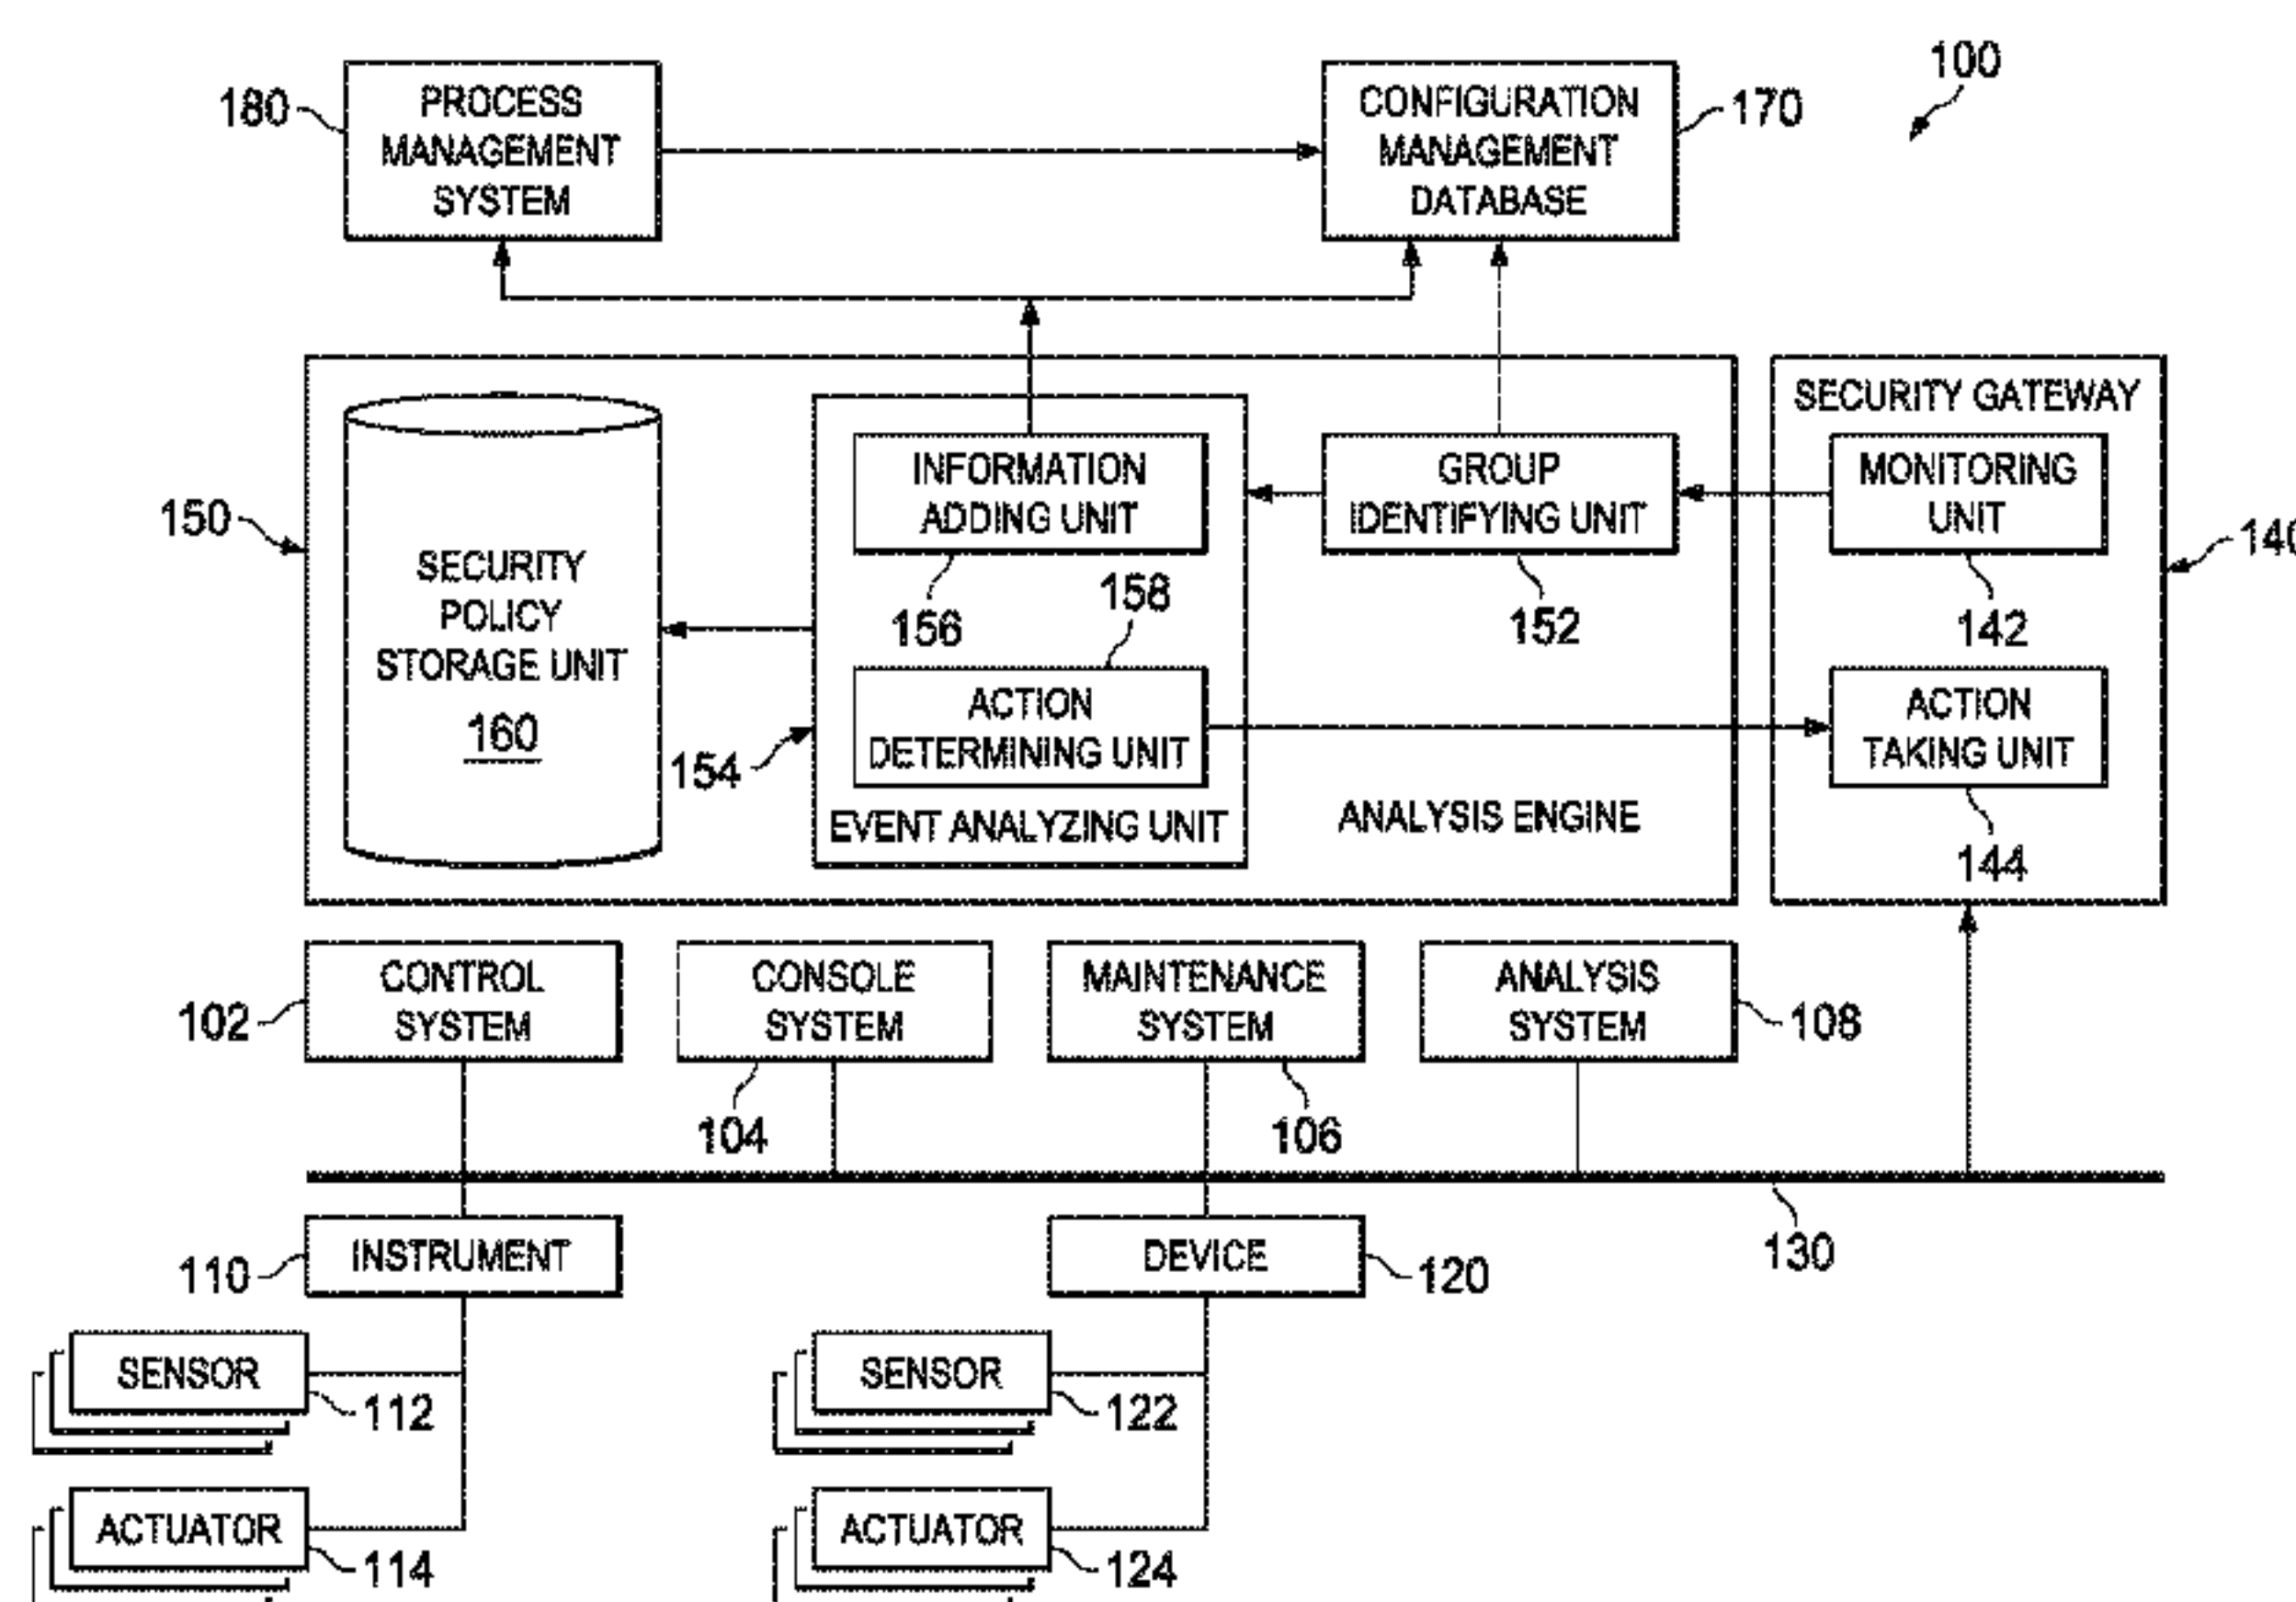 100
180
PROCESS
MANAGEMENT
SYSTEM
CONFIGURATION
MANAGEMENT
DATABASE
170
150
SECURITY
POLICY
STORAGE UNIT
160
INFORMATION
ADDING UNIT
156
158
ACTION
DETERMINING UNIT
154
EVENT ANALYZING UNIT
GROUP
IDENTIFYING UNIT
152
ANALYSIS ENGINE
SECURITY GATEWAY
MONITORING
UNIT
142
ACTION
TAKING UNIT
144
102
CONTROL
SYSTEM
CONSOLE
SYSTEM
104
MAINTENANCE
SYSTEM
106
ANALYSIS
SYSTEM
108
130
110
INSTRUMENT
DEVICE
120
SENSOR
112
SENSOR
122
ACTUATOR
114
ACTUATOR
124